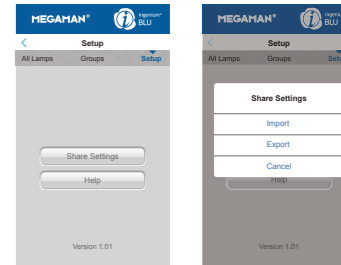 MEGAMAN®
i ingenium®
BLU
Setup
All Lamps Groups Setup
Share Settings
Help
Version 1.01
MEGAMAN®
i
BLU
Setup
All Lamps Groups Setup
Share Settings
Import
Export
Cancel
Help
Version 1.01